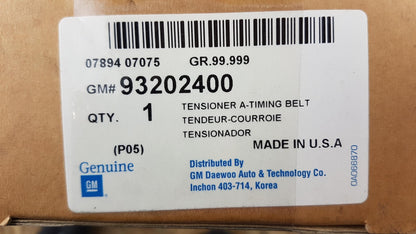 07894 07075 GR.99.999
GM# 93202400
QTY. 1 TENSIONER A-TIMING BELT
TENDEUR-COURROIE
TENSIONADOR
(P05) MADE IN U.S.A
Genuine
GM
Distributed By
GM Daewoo Auto & Technology Co.
Inchon 403-714, Korea
0A066870